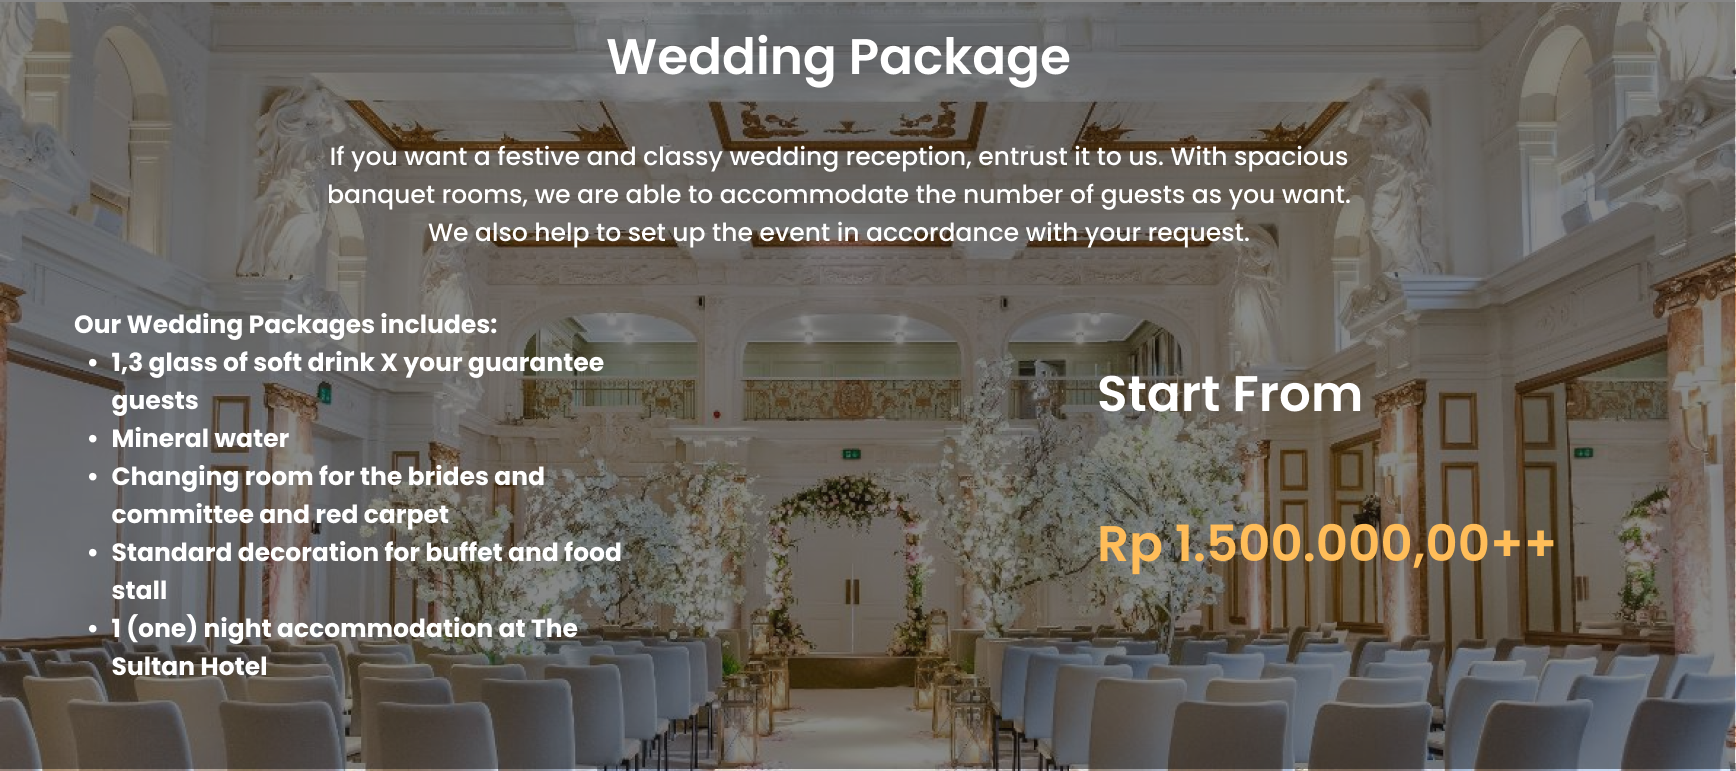 Wedding Package
If you want a festive and classy wedding reception, entrust it to us. With spacious
banquet rooms, we are able to accommodate the number of guests as you want.
We also help to set up the event in accordance with your request.
Our Wedding Packages includes:
• 1,3 glass of soft drink X your guarantee
guests
• Mineral water
• Changing room for the brides and
committee and red carpet
• Standard decoration for buffet and food
stall
• 1 (one) night accommodation at The
Sultan Hotel
Start From
Rp 1.500.000,00++